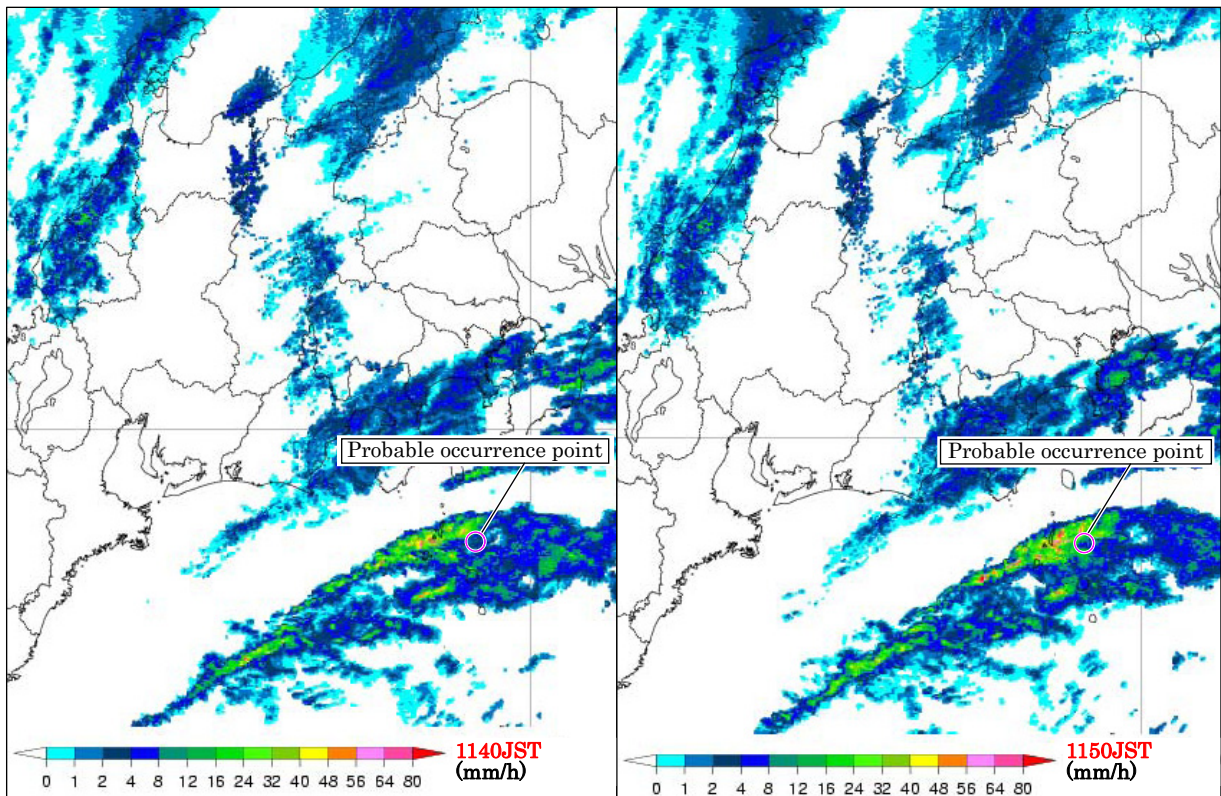 Probable occurrence point
Probable occurrence point
1140JST
(mm/h)
0 1 2 4 8 12 16 24 32 40 48 56 64 80
1150JST
(mm/h)
0 1 2 4 8 12 16 24 32 40 48 56 64 80